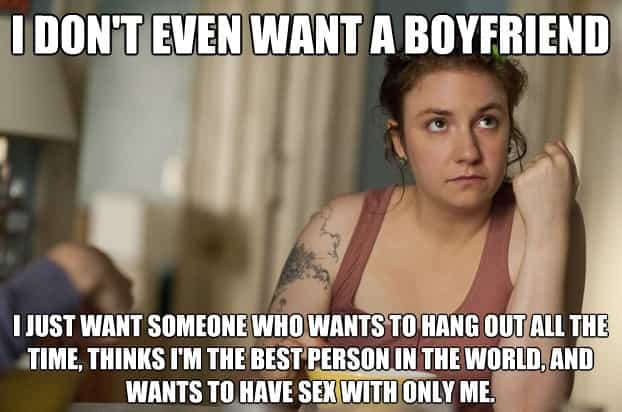 I DON'T EVEN WANT A BOYFRIEND
I JUST WANT SOMEONE WHO WANTS TO HANG OUT ALL THE
TIME, THINKS I'M THE BEST PERSON IN THE WORLD, AND
WANTS TO HAVE SEX WITH ONLY ME.